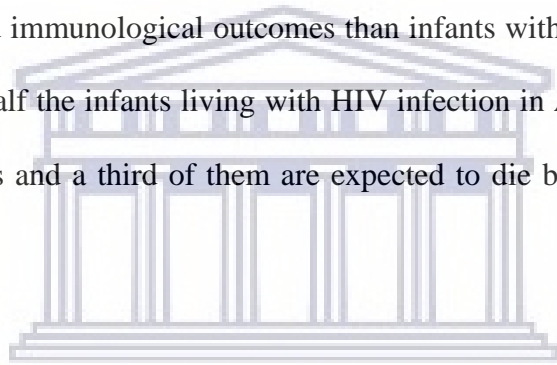 immunological outcomes than infants with
alf the infants living with HIV infection in
s and a third of them are expected to die b